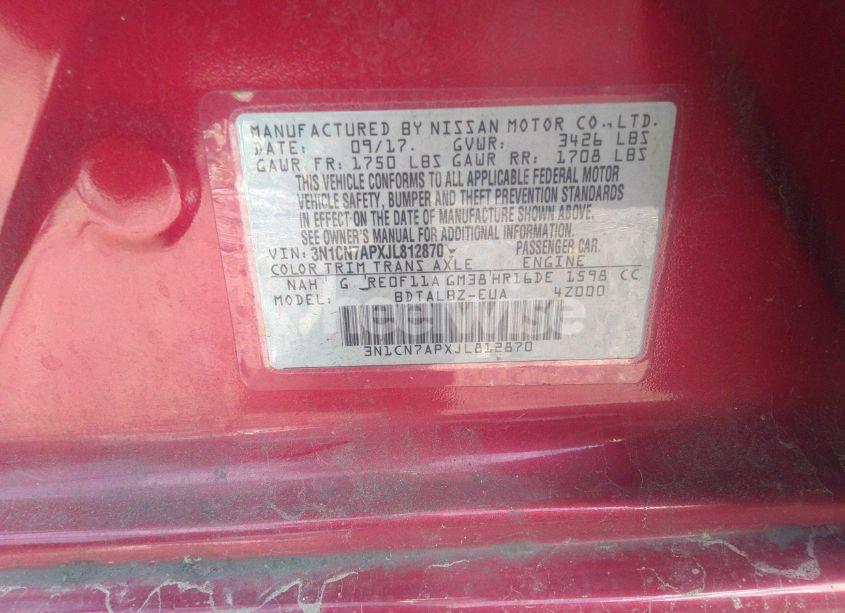 MANUFACTURED BY NISSAN MOTOR CO., LTD.
DATE: 09/17. GVWR: 3426 LBS
GAWR FR: 1750 LBS GAWR RR: 1708 LBS
THIS VEHICLE CONFORMS TO ALL APPLICABLE FEDERAL MOTOR
VEHICLE SAFETY, BUMPER AND THEFT PREVENTION STANDARDS
IN EFFECT ON THE DATE OF MANUFACTURE SHOWN ABOVE.
SEE OWNER'S MANUAL FOR ADDITIONAL INFORMATION.
VIN: 3N1CN7APXJL812870 PASSENGER CAR.
COLOR TRIM TRANS AXLE ENGINE
NAH G RE0F11A GM38 HR16DE 1598 CC
MODEL: BDTALBZ-EUA 4Z000
3N1CN7APXJL812870